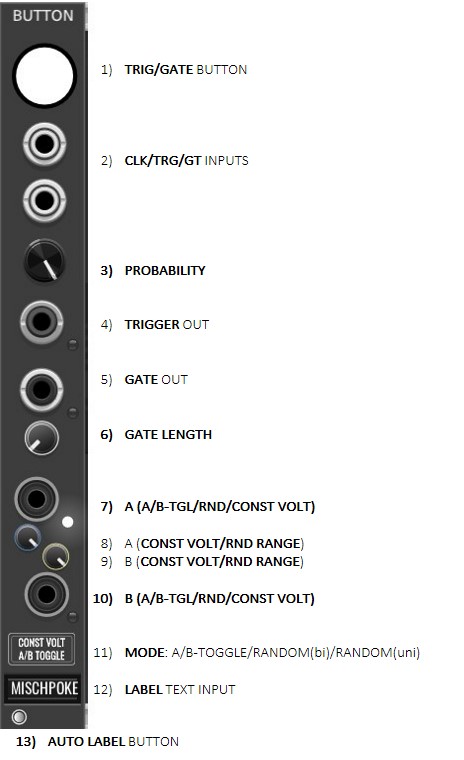 BUTTON
1) TRIG/GATE BUTTON
2) CLK/TRG/GT INPUTS
3) PROBABILITY
4) TRIGGER OUT
5) GATE OUT
6) GATE LENGTH
7) A (A/B-TGL/RND/CONST VOLT)
8) A (CONST VOLT/RND RANGE)
9) B (CONST VOLT/RND RANGE)
10) B (A/B-TGL/RND/CONST VOLT)
CONST VOLT
A/B TOGGLE
11) MODE: A/B-TOGGLE/RANDOM(bi)/RANDOM(uni)
MISCHPOKE
12) LABEL TEXT INPUT
13) AUTO LABEL BUTTON